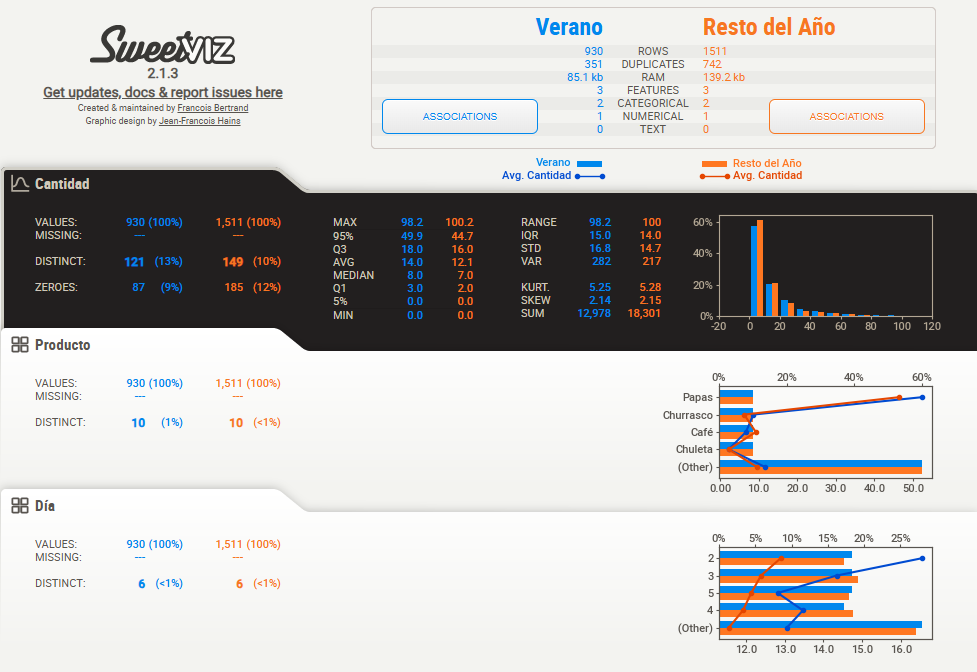 Sweetviz
2.1.3
Get updates, docs & report issues here
Created & maintained by Francois Bertrand
Graphic design by Jean-Francois Hains
Verano Resto del Año
930 ROWS 1511
351 DUPLICATES 742
85.1 kb RAM 139.2 kb
3 FEATURES 3
2 CATEGORICAL 2
1 NUMERICAL 1
0 TEXT 0
ASSOCIATIONS ASSOCIATIONS
Verano Resto del Año
Avg. Cantidad Avg. Cantidad
Cantidad
VALUES: 930 (100%) 1,511 (100%)
MISSING: --- ---
DISTINCT: 121 (13%) 149 (10%)
ZEROES: 87 (9%) 185 (12%)
MAX 98.2 100.2
95% 49.9 44.7
Q3 18.0 16.0
AVG 14.0 12.1
MEDIAN 8.0 7.0
Q1 3.0 2.0
5% 0.0 0.0
MIN 0.0 0.0
RANGE 98.2 100
IQR 15.0 14.0
STD 16.8 14.7
VAR 282 217
KURT. 5.25 5.28
SKEW 2.14 2.15
SUM 12,978 18,301
60%
40%
20%
0%
-20 0 20 40 60 80 100 120
Producto
VALUES: 930 (100%) 1,511 (100%)
MISSING: --- ---
DISTINCT: 10 (1%) 10 (<1%)
0% 20% 40% 60%
Papas
Churrasco
Café
Chuleta
(Other)
0.00 10.0 20.0 30.0 40.0 50.0
Día
VALUES: 930 (100%) 1,511 (100%)
MISSING: --- ---
DISTINCT: 6 (<1%) 6 (<1%)
0% 5% 10% 15% 20% 25%
2
3
5
4
(Other)
12.0 13.0 14.0 15.0 16.0